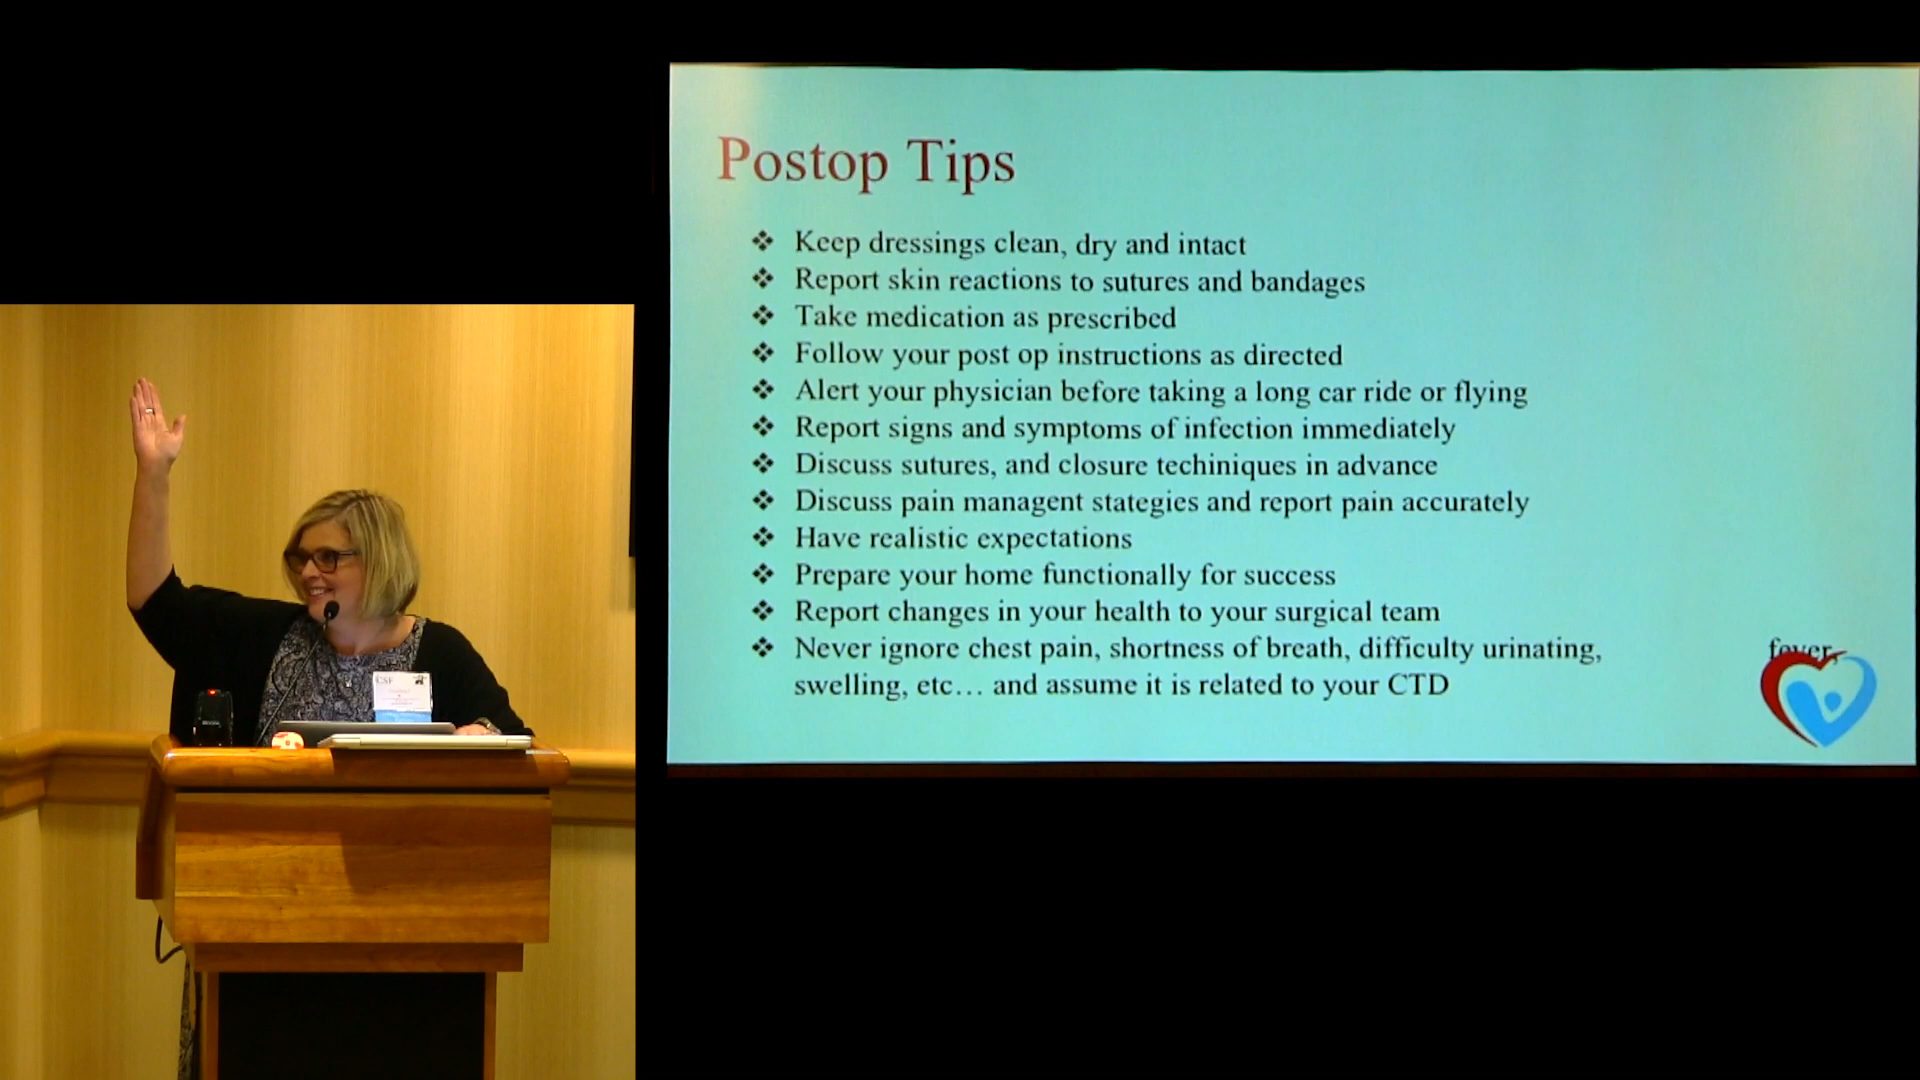 Postop Tips
❖ Keep dressings clean, dry and intact
❖ Report skin reactions to sutures and bandages
❖ Take medication as prescribed
❖ Follow your post op instructions as directed
❖ Alert your physician before taking a long car ride or flying
❖ Report signs and symptoms of infection immediately
❖ Discuss sutures, and closure techiniques in advance
❖ Discuss pain managent stategies and report pain accurately
❖ Have realistic expectations
❖ Prepare your home functionally for success
❖ Report changes in your health to your surgical team
❖ Never ignore chest pain, shortness of breath, difficulty urinating, fever,
swelling, etc… and assume it is related to your CTD
CSF